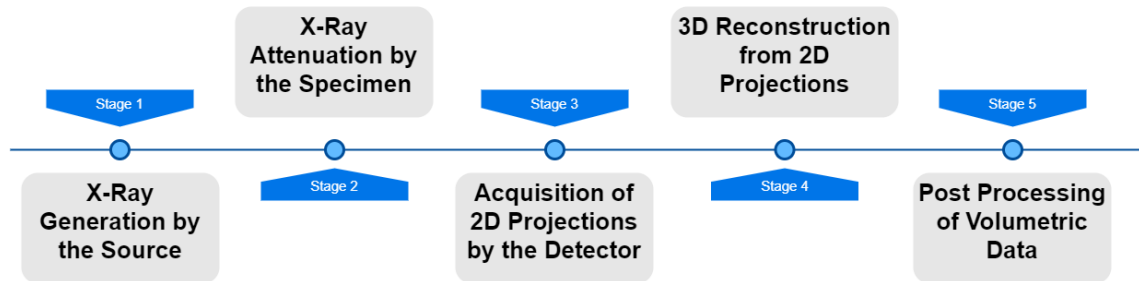 Stage 1
X-Ray
Generation by
the Source
X-Ray
Attenuation by
the Specimen
Stage 2
Stage 3
Acquisition of
2D Projections
by the Detector
3D Reconstruction
from 2D
Projections
Stage 4
Stage 5
Post Processing
of Volumetric
Data